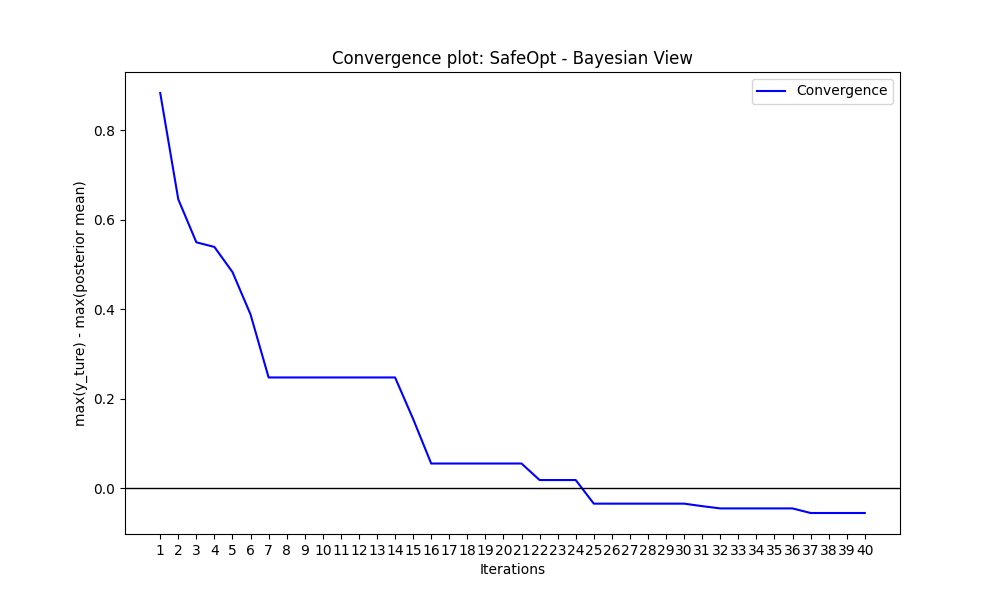 Convergence plot: SafeOpt - Bayesian View
Convergence
max(y_ture) - max(posterior mean)
0.8
0.6
0.4
0.2
0.0
1 2 3 4 5 6 7 8 9 10 11 12 13 14 15 16 17 18 19 20 21 22 23 24 25 26 27 28 29 30 31 32 33 34 35 36 37 38 39 40
Iterations